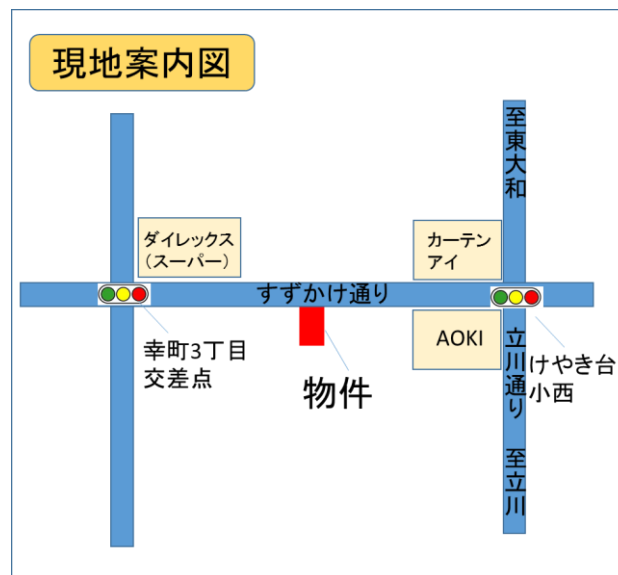 現地案内図
至東大和
ダイレックス
（スーパー）
カーテン
アイ
すずかけ通り
幸町3丁目
交差点
物件
AOKI
立川通り
けやき台
小西
至立川